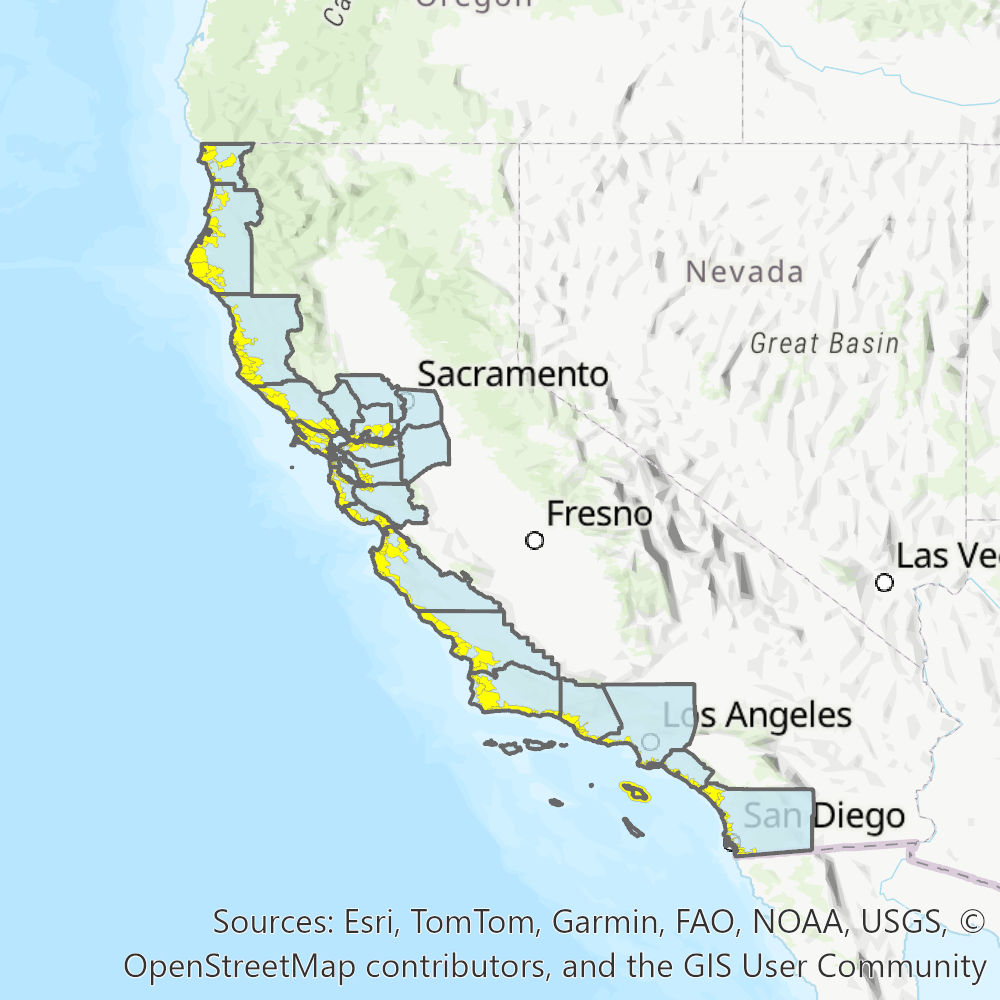 Oregon
Ca
Nevada
Great Basin
Sacramento
Fresno
Las Ve
Los Angeles
San Diego
Sources: Esri, TomTom, Garmin, FAO, NOAA, USGS, ©
OpenStreetMap contributors, and the GIS User Community